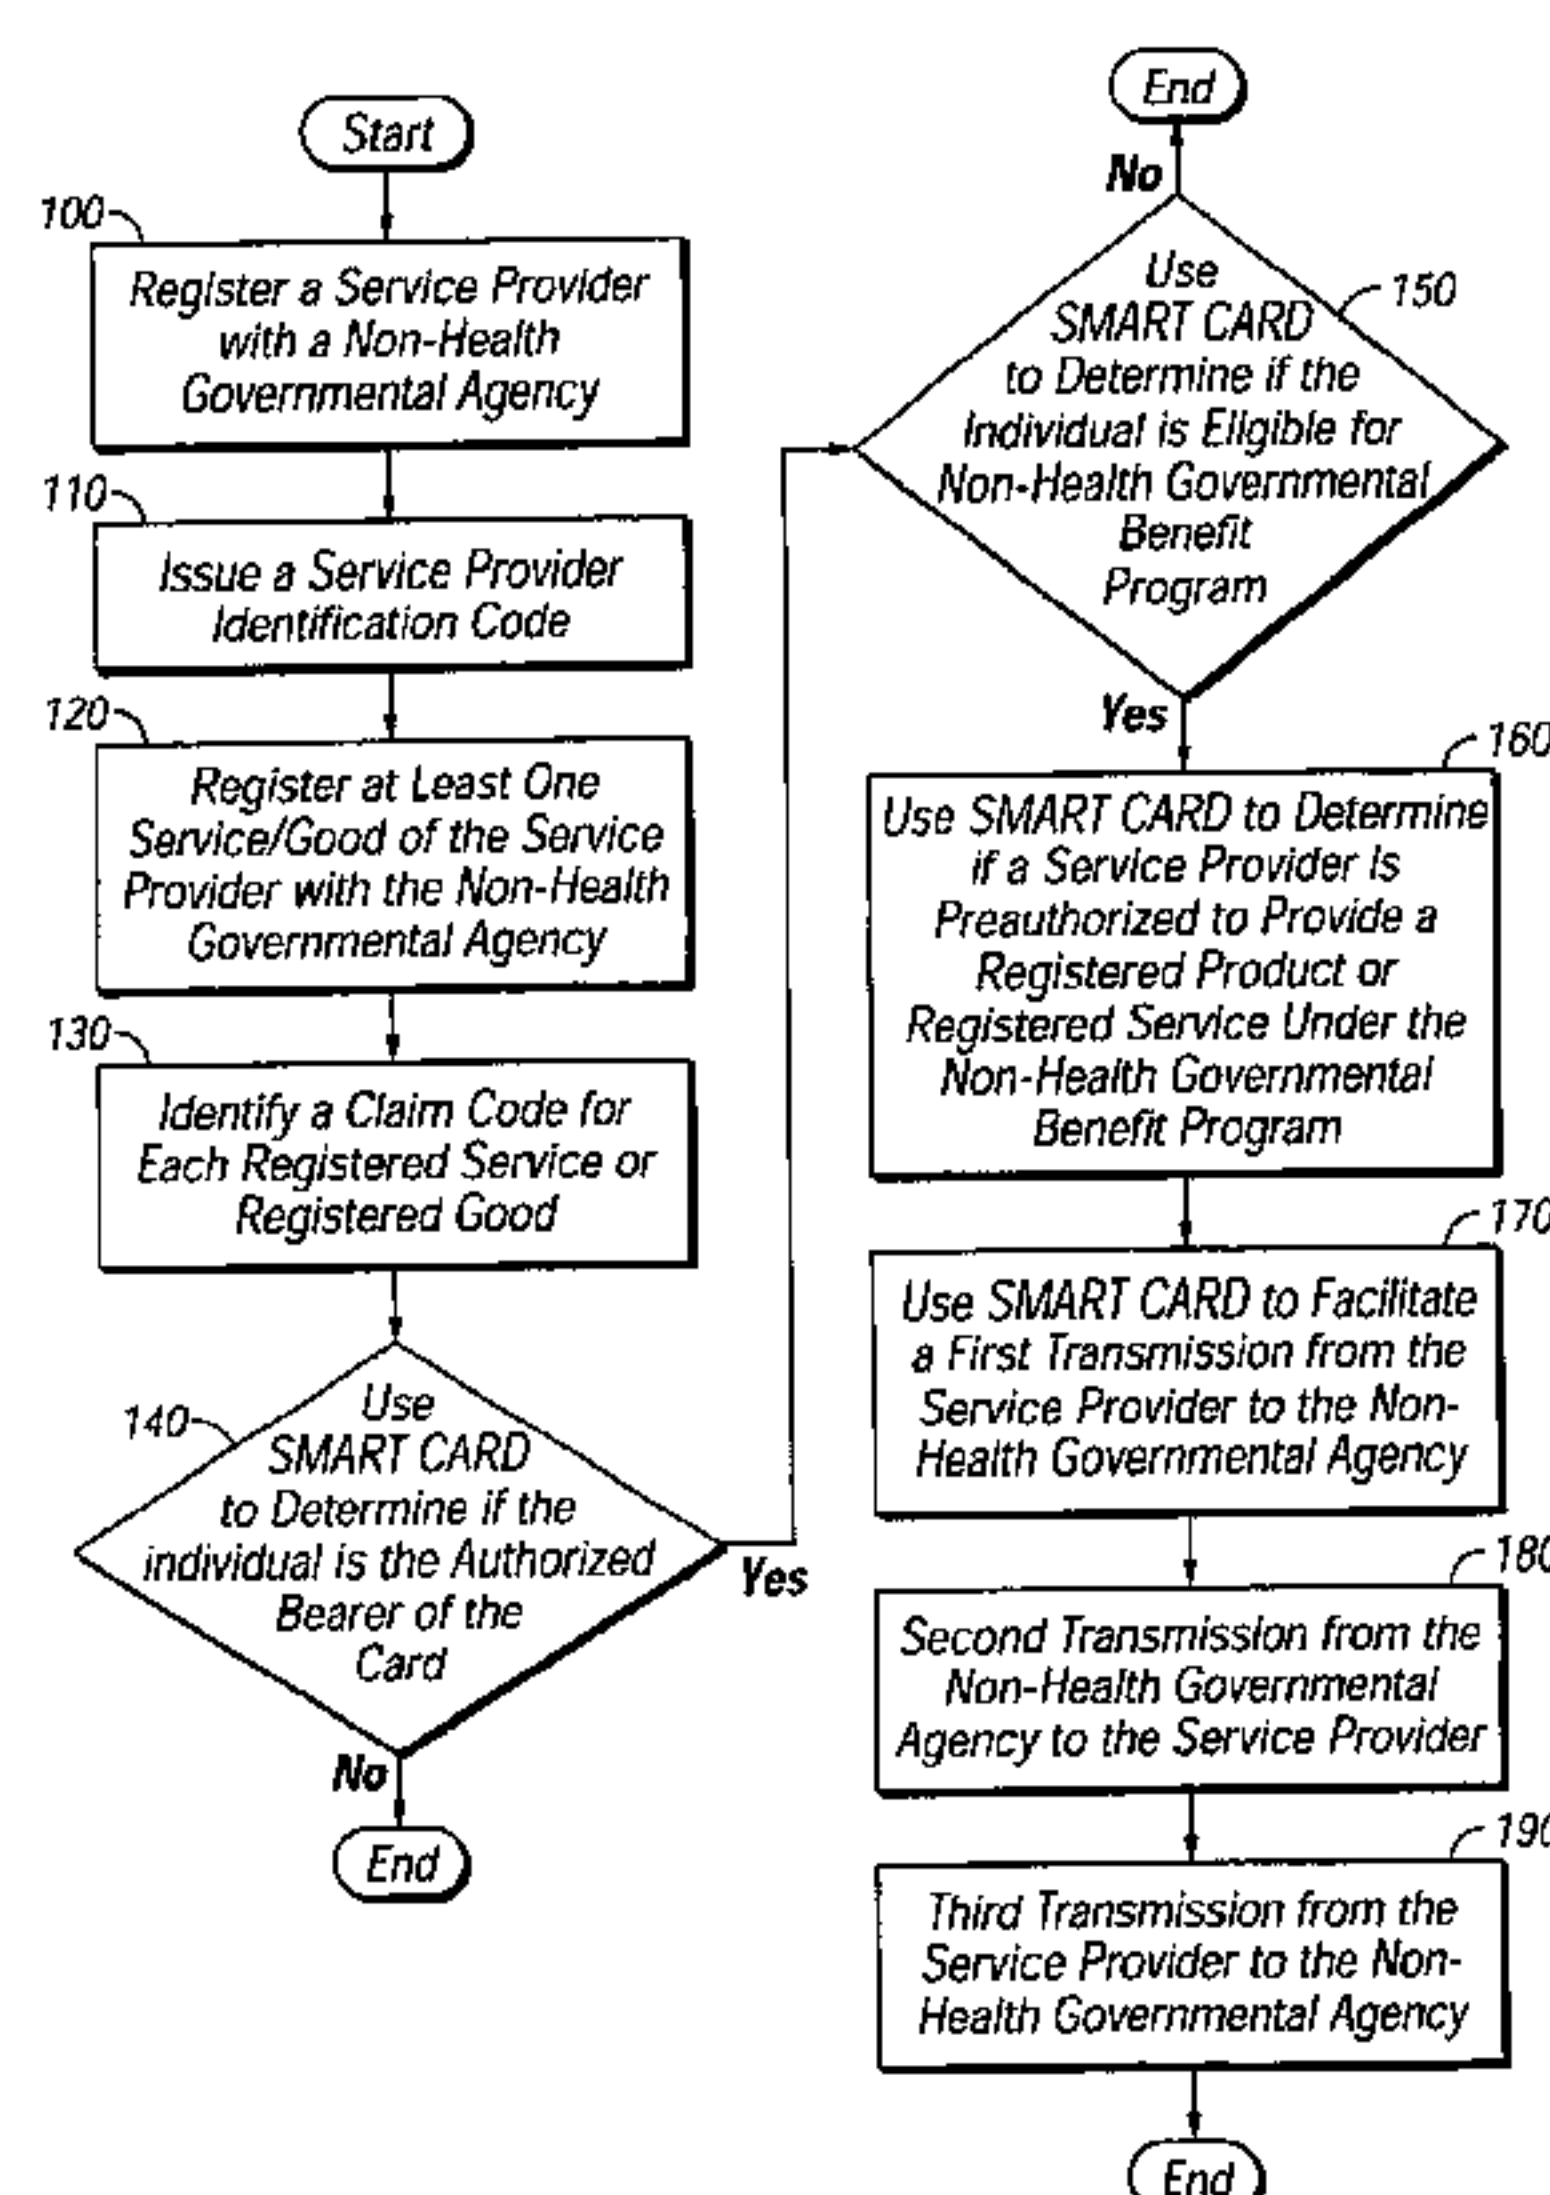 Start
100
Register a Service Provider
with a Non-Health
Governmental Agency
110
Issue a Service Provider
Identification Code
120
Register at Least One
Service/Good of the Service
Provider with the Non-Health
Governmental Agency
130
Identify a Claim Code for
Each Registered Service or
Registered Good
140
Use
SMART CARD
to Determine if the
individual is the Authorized
Bearer of the
Card
Yes
No
End
End
No
150
Use
SMART CARD
to Determine if the
Individual is Eligible for
Non-Health Governmental
Benefit
Program
Yes
160
Use SMART CARD to Determine
if a Service Provider is
Preauthorized to Provide a
Registered Product or
Registered Service Under the
Non-Health Governmental
Benefit Program
170
Use SMART CARD to Facilitate
a First Transmission from the
Service Provider to the Non-
Health Governmental Agency
180
Second Transmission from the
Non-Health Governmental
Agency to the Service Provider
190
Third Transmission from the
Service Provider to the Non-
Health Governmental Agency
End